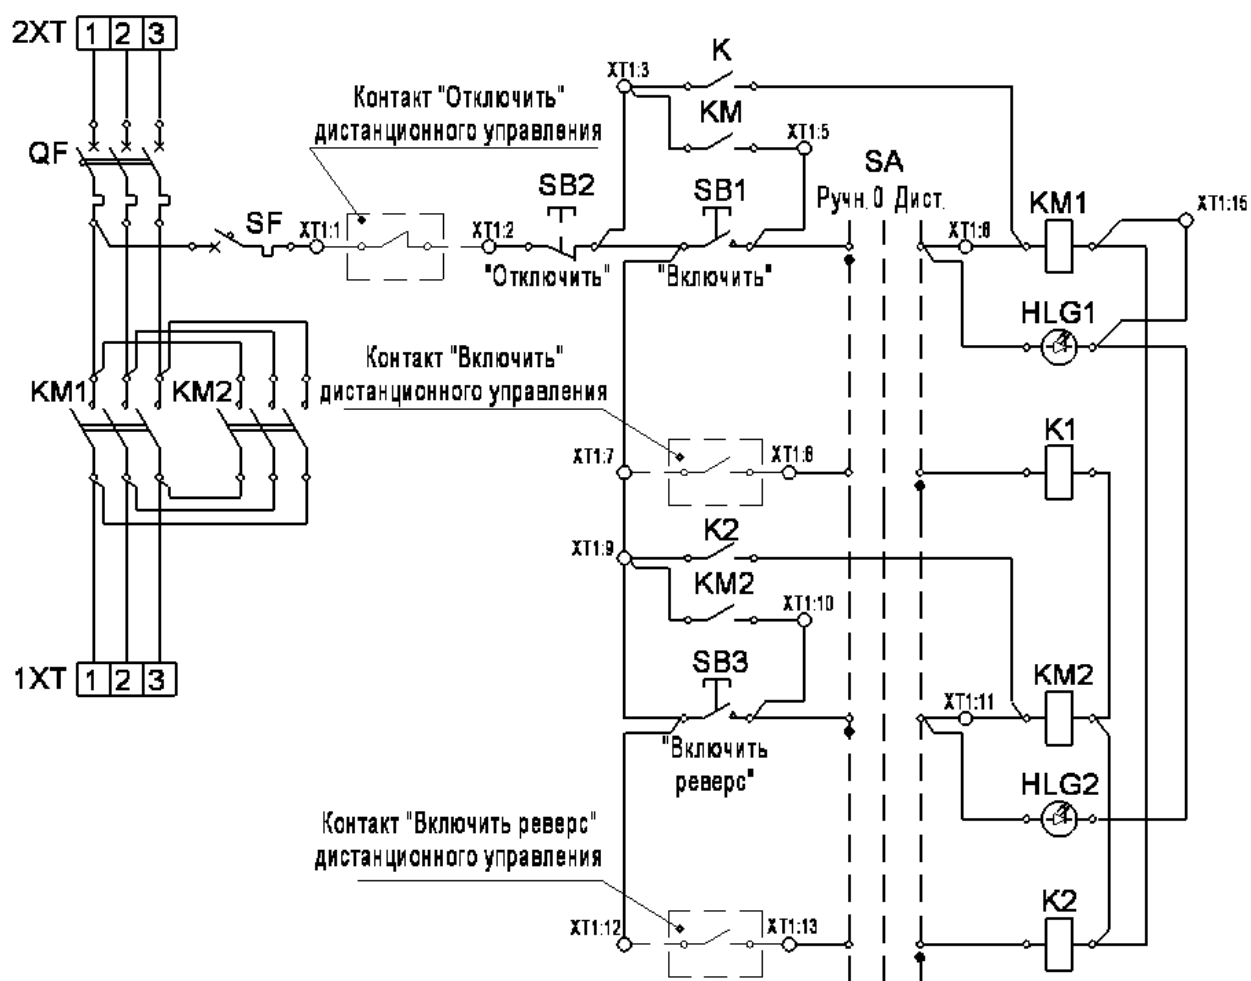 2XT 1 2 3
K
XT1:3
Контакт "Отключить"
дистанционного управления
KM
XT1:5
QF
SB2
SB1
SA
Ручн. 0 Дист.
KM1
XT1:15
SF
XT1:1
XT1:2
XT1:6
"Отключить"
"Включить"
HLG1
Контакт "Включить"
дистанционного управления
KM1
KM2
K1
XT1:7
XT1:8
K2
XT1:9
KM2
XT1:10
SB3
KM2
1XT 1 2 3
XT1:11
"Включить
реверс"
HLG2
Контакт "Включить реверс"
дистанционного управления
K2
XT1:12
XT1:13